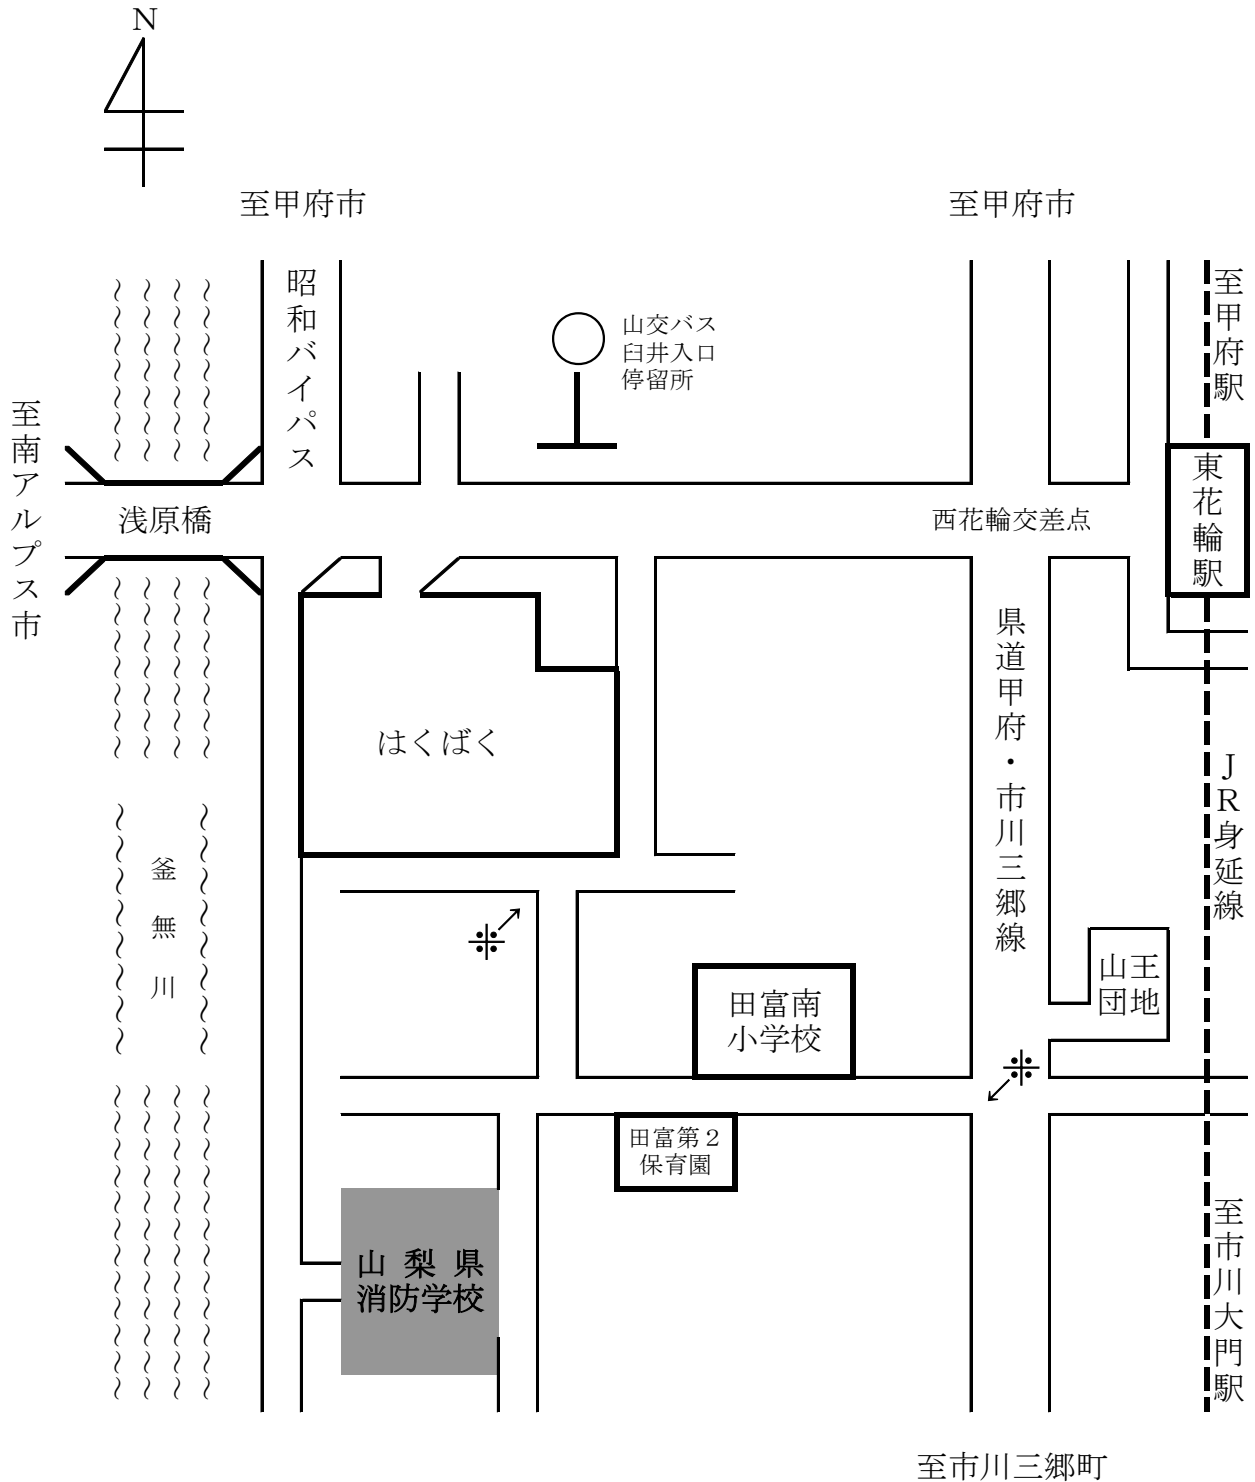 N
至甲府市
至甲府市
昭和バイパス
山交バス
臼井入口
停留所
至甲府駅
至南アルプス市
浅原橋
西花輪交差点
東花輪駅
県道甲府・市川三郷線
はくばく
JR身延線
釜無川
山王
団地
田富南
小学校
田富第2
保育園
山梨県
消防学校
至市川大門駅
至市川三郷町